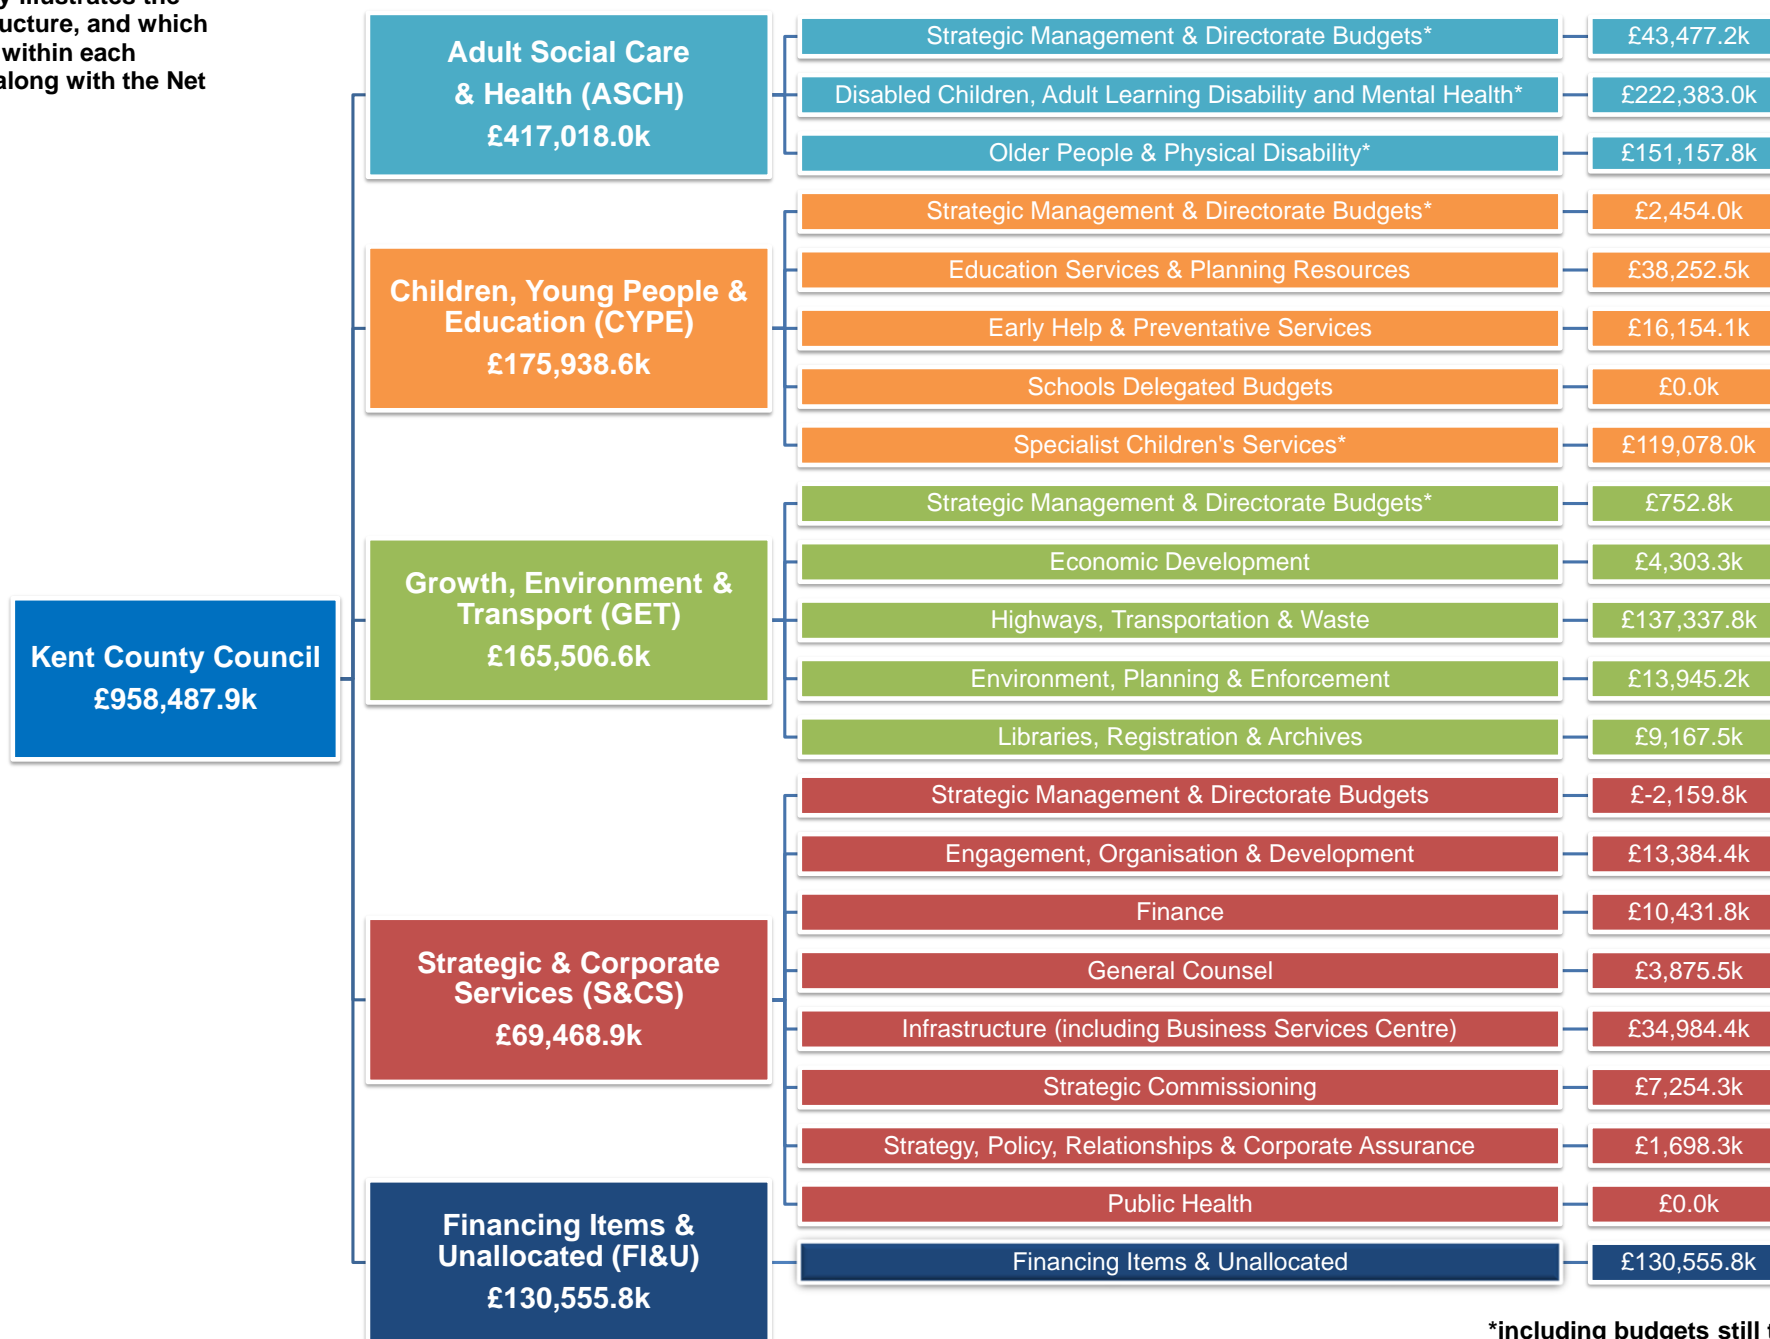 y illustrates the
ucture, and which
within each
along with the Net
Kent County Council
£958,487.9k
Adult Social Care
& Health (ASCH)
£417,018.0k
Strategic Management & Directorate Budgets*
£43,477.2k
Disabled Children, Adult Learning Disability and Mental Health*
£222,383.0k
Older People & Physical Disability*
£151,157.8k
Children, Young People &
Education (CYPE)
£175,938.6k
Strategic Management & Directorate Budgets*
£2,454.0k
Education Services & Planning Resources
£38,252.5k
Early Help & Preventative Services
£16,154.1k
Schools Delegated Budgets
£0.0k
Specialist Children's Services*
£119,078.0k
Growth, Environment &
Transport (GET)
£165,506.6k
Strategic Management & Directorate Budgets*
£752.8k
Economic Development
£4,303.3k
Highways, Transportation & Waste
£137,337.8k
Environment, Planning & Enforcement
£13,945.2k
Libraries, Registration & Archives
£9,167.5k
Strategic & Corporate
Services (S&CS)
£69,468.9k
Strategic Management & Directorate Budgets
£-2,159.8k
Engagement, Organisation & Development
£13,384.4k
Finance
£10,431.8k
General Counsel
£3,875.5k
Infrastructure (including Business Services Centre)
£34,984.4k
Strategic Commissioning
£7,254.3k
Strategy, Policy, Relationships & Corporate Assurance
£1,698.3k
Public Health
£0.0k
Financing Items &
Unallocated (FI&U)
£130,555.8k
Financing Items & Unallocated
£130,555.8k
*including budgets still